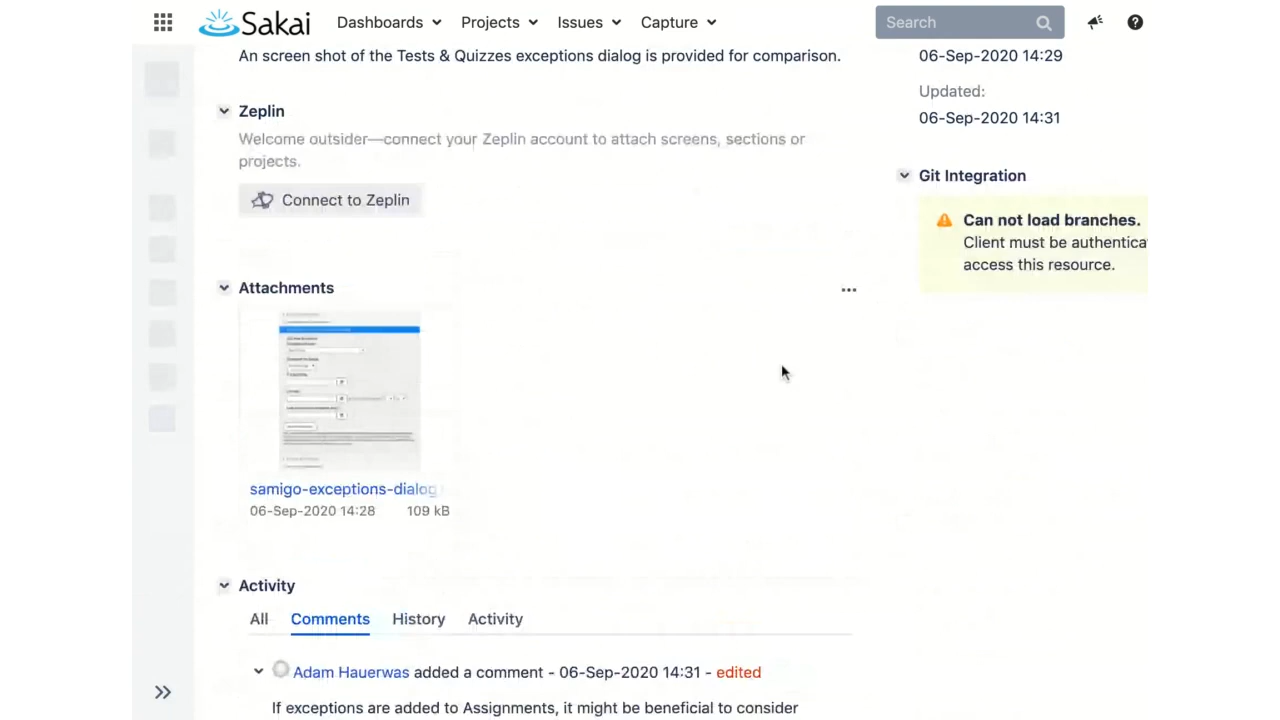 Sakai Dashboards Projects Issues Capture Search
An screen shot of the Tests & Quizzes exceptions dialog is provided for comparison.
06-Sep-2020 14:29
Updated:
06-Sep-2020 14:31
Zeplin
Welcome outsider—connect your Zeplin account to attach screens, sections or
projects.
Connect to Zeplin
Git Integration
Can not load branches.
Client must be authentica
access this resource.
Attachments
samigo-exceptions-dialog
06-Sep-2020 14:28 109 kB
Activity
All Comments History Activity
Adam Hauerwas added a comment - 06-Sep-2020 14:31 - edited
If exceptions are added to Assignments, it might be beneficial to consider